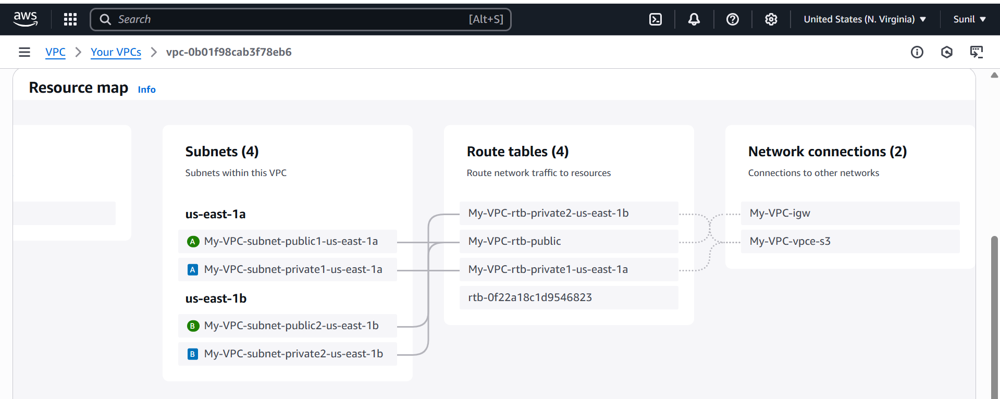 aws
Search [Alt+S]
United States (N. Virginia)
Sunil
VPC
Your VPCs
vpc-0b01f98cab3f78eb6
Resource map Info
Subnets (4)
Subnets within this VPC
us-east-1a
A My-VPC-subnet-public1-us-east-1a
A My-VPC-subnet-private1-us-east-1a
us-east-1b
B My-VPC-subnet-public2-us-east-1b
B My-VPC-subnet-private2-us-east-1b
Route tables (4)
Route network traffic to resources
My-VPC-rtb-private2-us-east-1b
My-VPC-rtb-public
My-VPC-rtb-private1-us-east-1a
rtb-0f22a18c1d9546823
Network connections (2)
Connections to other networks
My-VPC-igw
My-VPC-vpce-s3